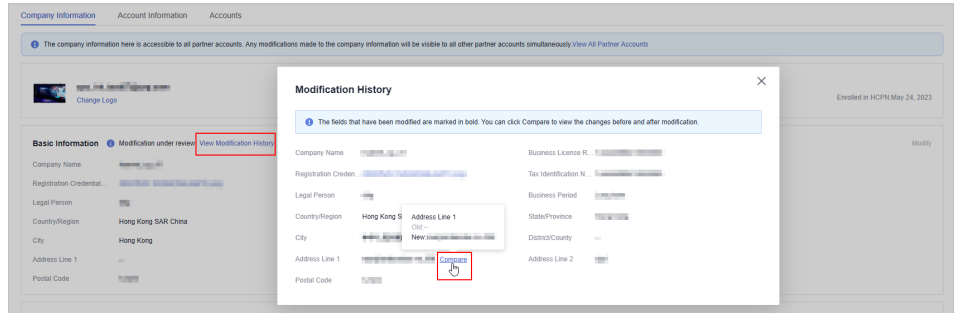 Company Information Account Information Accounts
The company information here is accessible to all partner accounts. Any modifications made to the company information will be visible to all other partner accounts simultaneously.View All Partner Accounts
Change Logo
Enrolled in HCPN:May 24, 2023
Basic Information Modification under review View Modification History
Modify
Company Name
Registration Credential...
Legal Person
Country/Region Hong Kong SAR China
City Hong Kong
Address Line 1 --
Postal Code
Modification History
The fields that have been modified are marked in bold. You can click Compare to view the changes before and after modification.
Company Name Business License R...
Registration Creden... Tax Identification N...
Legal Person Business Period
Country/Region Hong Kong S State/Province
City District/County --
Address Line 1 Compare Address Line 2
Postal Code
Address Line 1
Old:--
New: